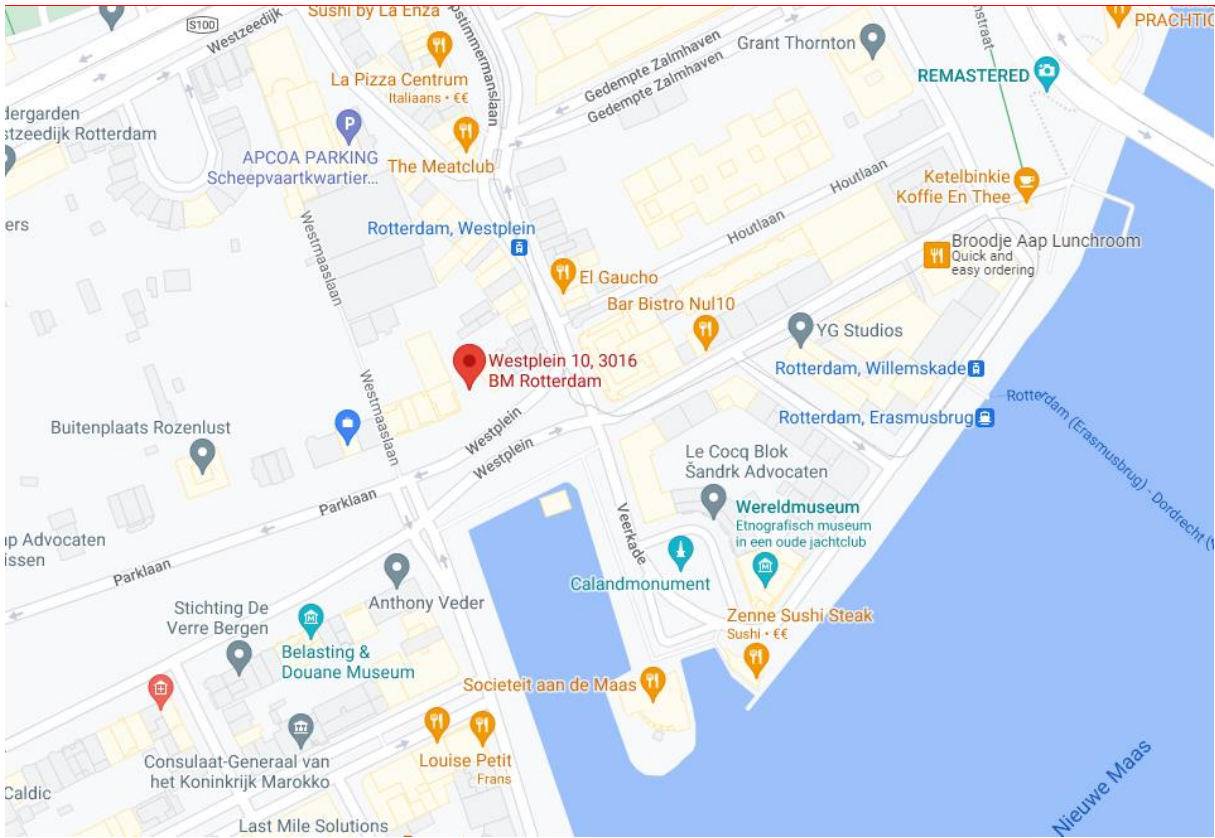 Sushi by La Enza
PRACHTIG
S100
Westzeedijk
La Pizza Centrum
Italiaans • €€
Gedempte Zalmhaven
Gedempte Zalmhaven
Grant Thornton
REMASTERED
dergarden
stzeedijk Rotterdam
APCOA PARKING
Scheepvaartkwartier...
The Meatclub
Houtlaan
Houtlaan
Ketelbinkie
Koffie En Thee
ers
Westmaaslaan
Rotterdam, Westplein
Broodje Aap Lunchroom
Quick and
easy ordering
El Gaucho
Bar Bistro Nul10
YG Studios
Westplein 10, 3016
BM Rotterdam
Rotterdam, Willemskade
Westmaaslaan
Rotterdam, Erasmusbrug
Rotterdam (Erasmusbrug) - Dordrecht (
Buitenplaats Rozenlust
Westplein
Westplein
Le Cocq Blok
Šandrk Advocaten
Parklaan
Veerkade
Wereldmuseum
Etnografisch museum
in een oude jachtclub
ap Advocaten
issen
Parklaan
Calandmonument
Anthony Veder
Stichting De
Verre Bergen
Zenne Sushi Steak
Sushi • €€
Belasting &
Douane Museum
Societeit aan de Maas
Consulaat-Generaal van
het Koninkrijk Marokko
Louise Petit
Frans
Caldic
Last Mile Solutions
Nieuwe Maas